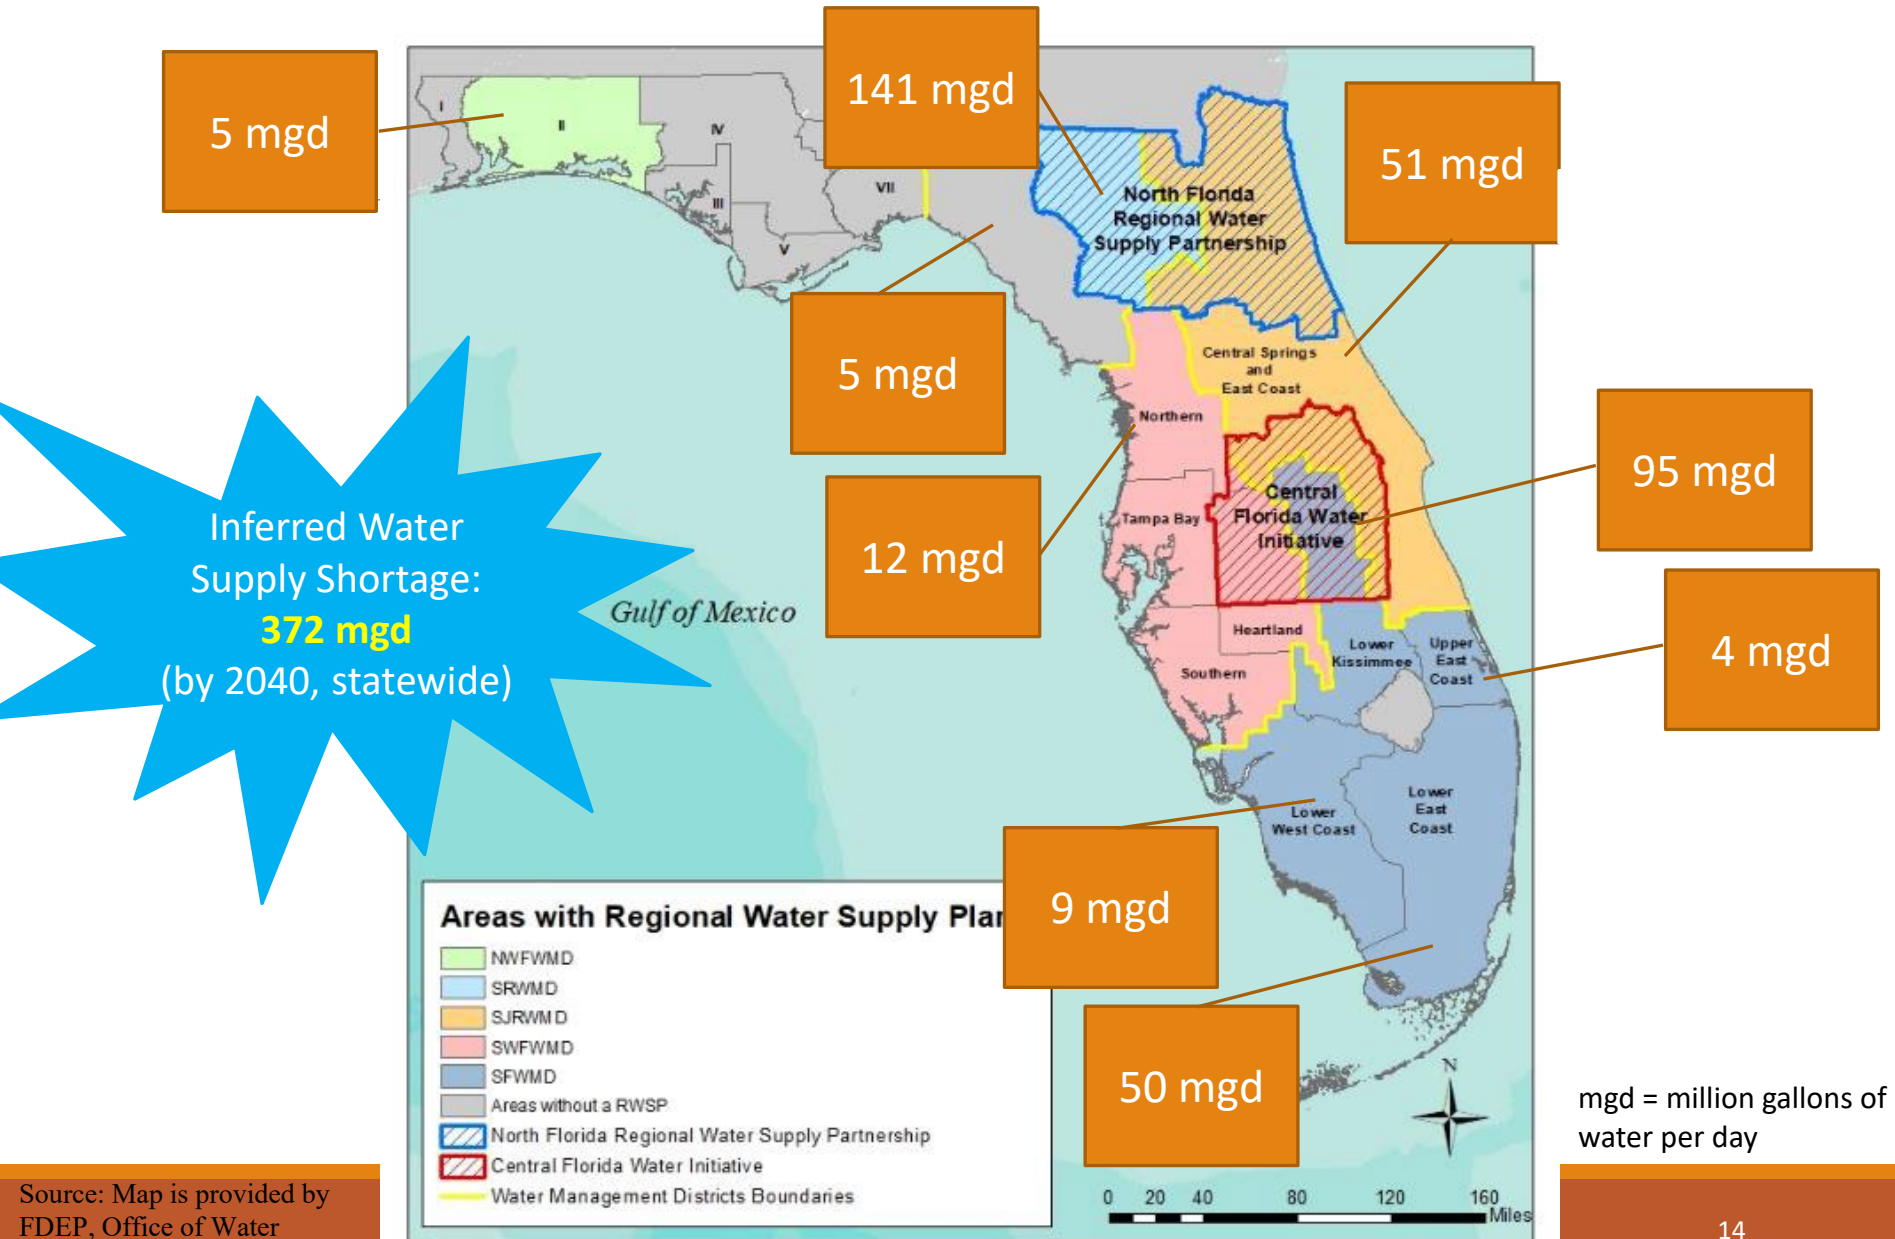 5 mgd
141 mgd
51 mgd
I
II
IV
III
V
VII
North Florida
Regional Water
Supply Partnership
5 mgd
Central Springs
and
East Coast
Northern
12 mgd
95 mgd
Tampa Bay
Central
Florida Water
Initiative
4 mgd
Inferred Water
Supply Shortage:
372 mgd
(by 2040, statewide)
Gulf of Mexico
Heartland
Southern
Lower
Kissimmee
Upper
East
Coast
Lower
West Coast
Lower
East
Coast
9 mgd
50 mgd
Areas with Regional Water Supply Plan
NWFWMD
SRWMD
SJRWMD
SWFWMD
SFWMD
Areas without a RWSP
North Florida Regional Water Supply Partnership
Central Florida Water Initiative
Water Management Districts Boundaries
N
0 20 40 80 120 160
Miles
mgd = million gallons of
water per day
Source: Map is provided by
FDEP, Office of Water
14